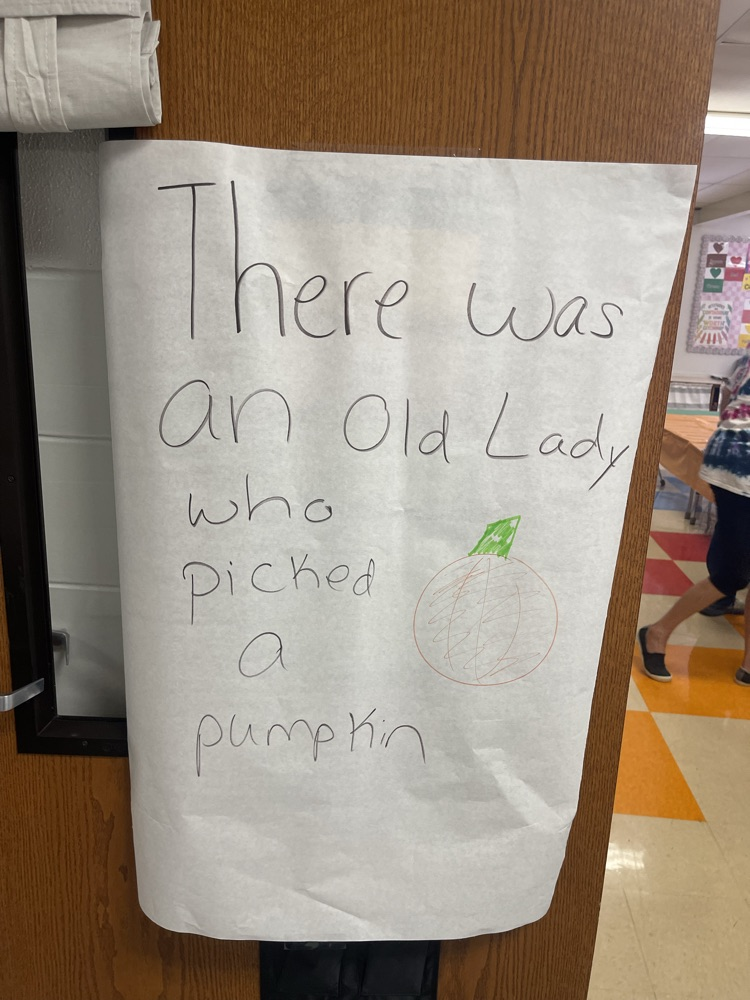 There was
an Old Lady
who
picked
a
pumpkin